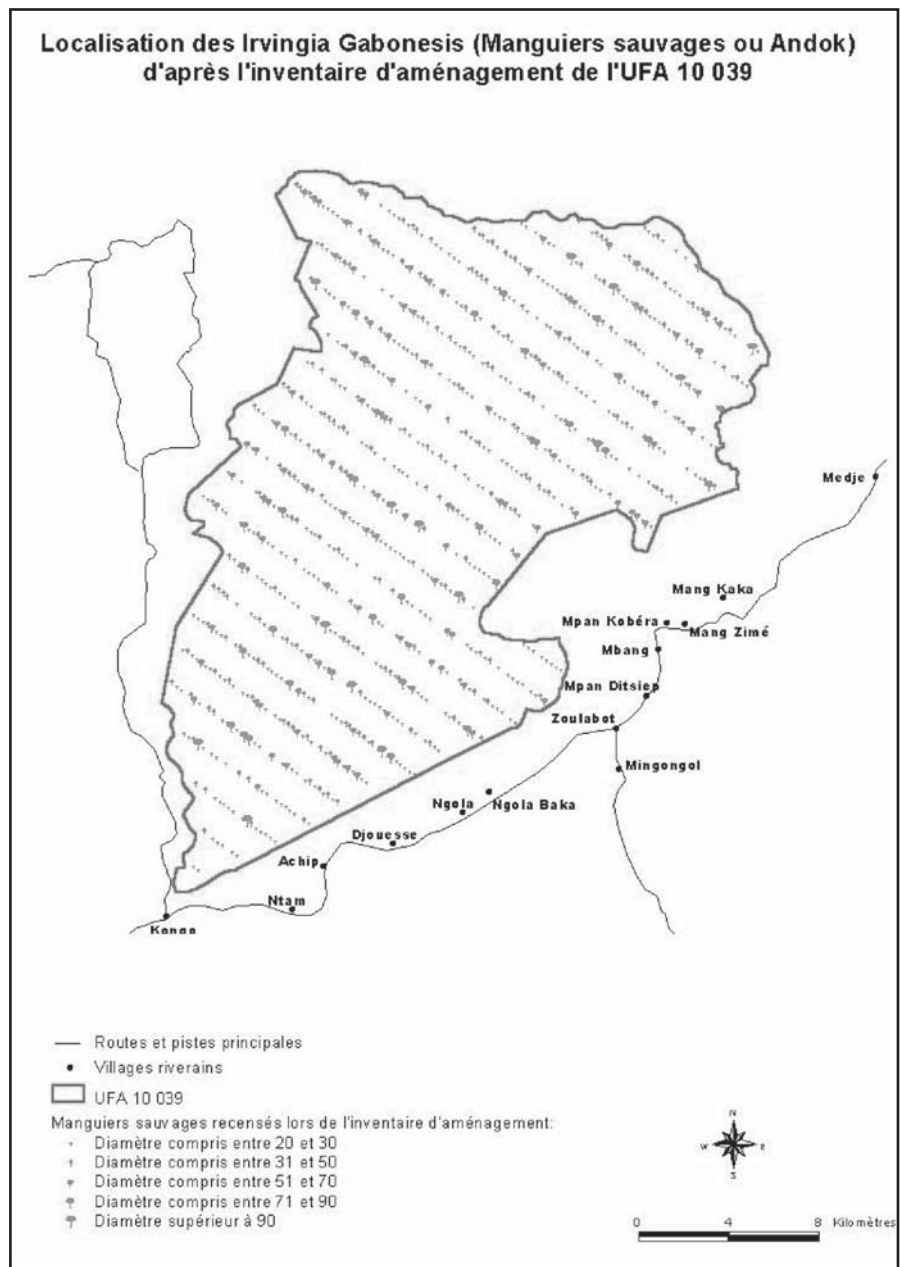 Localisation des Irvingia Gabonesis (Manguiers sauvages ou Andok)
d'après l'inventaire d'aménagement de l'UFA 10 039
Medje
Mang Kaka
Mpan Kobéra
Mang Zimé
Mbang
Mpan Ditsiep
Zoulabot
Mingongol
Ngola Baka
Ngola
Djouesse
Achip
Ntam
Routes et pistes principales
Villages riverains
UFA 10 039
Manguiers sauvages recensés lors de l'inventaire d'aménagement:
Diamètre compris entre 20 et 30
Diamètre compris entre 31 et 50
Diamètre compris entre 51 et 70
Diamètre compris entre 71 et 90
Diamètre supérieur à 90
N
W E
S
0 4 8 Kilomètres